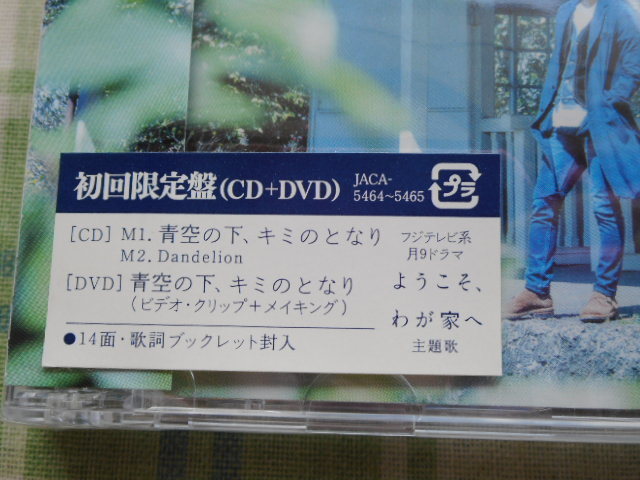 初回限定盤(CD+DVD)
JACA-
5464~5465
プラ
[CD] M1. 青空の下、キミのとなり
M2. Dandelion
[DVD] 青空の下、キミのとなり
(ビデオ・クリップ+メイキング)
●14面・歌詞ブックレット封入
フジテレビ系
月9ドラマ
ようこそ、
わが家へ
主題歌